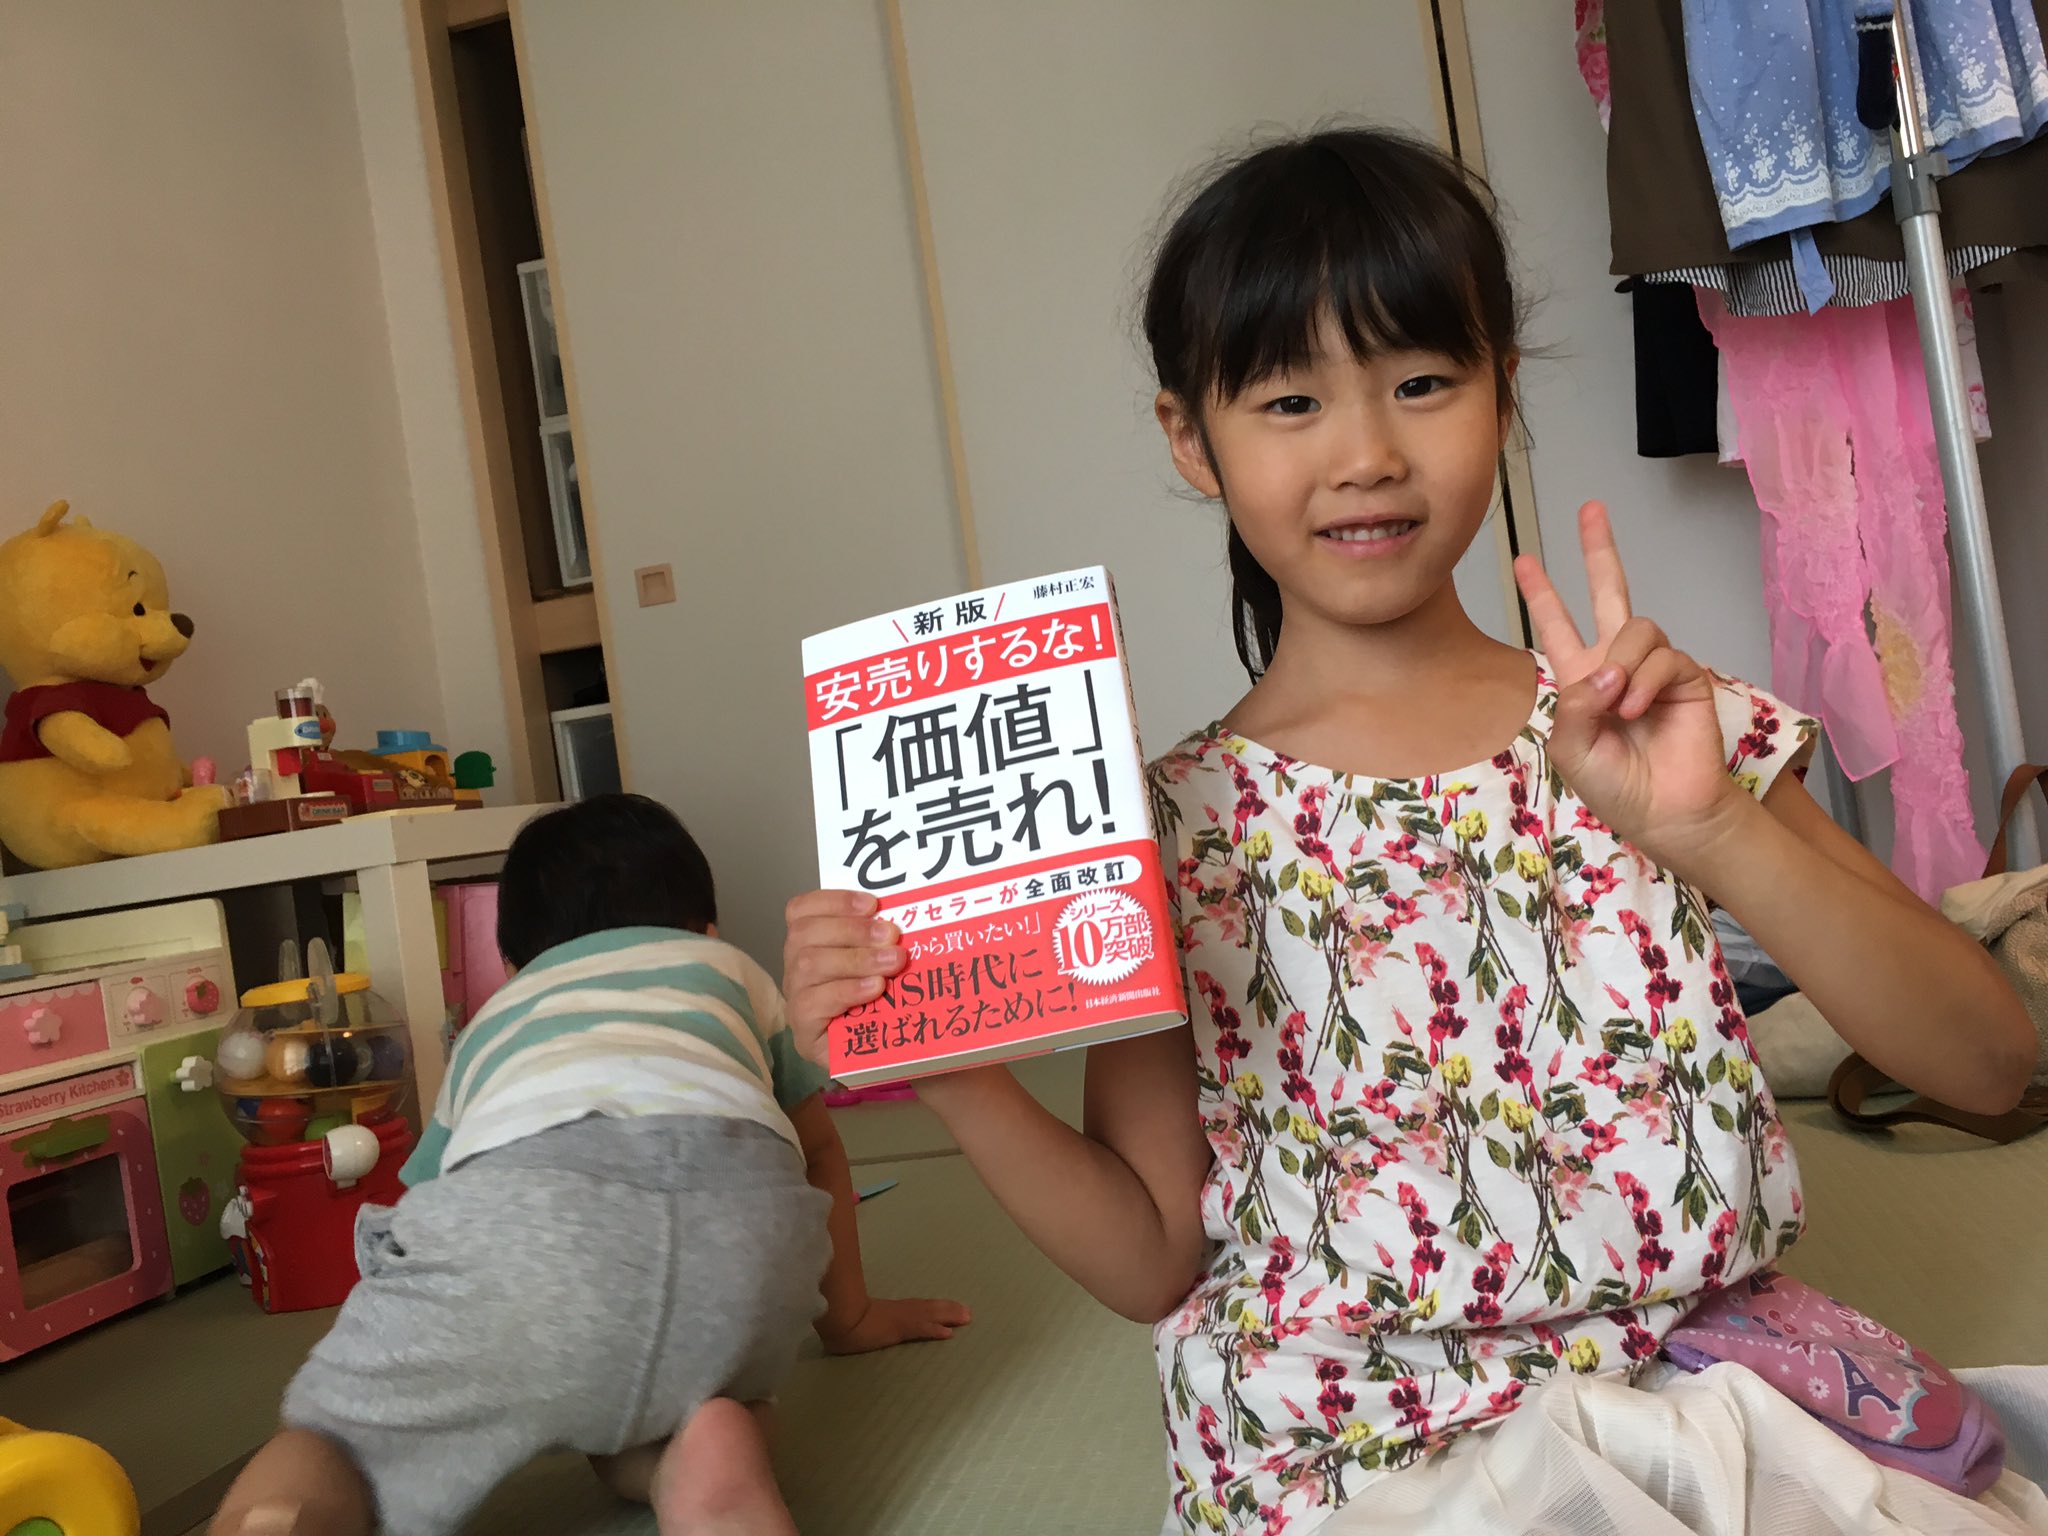 新版
藤村正宏
安売りするな!
「価値」
を売れ!
グセラーが全面改訂
から買いたい!」
シリーズ
10万部
突破
SNS時代に
選ばれるために!
日本経済新聞出版社
Strawberry Kitchen